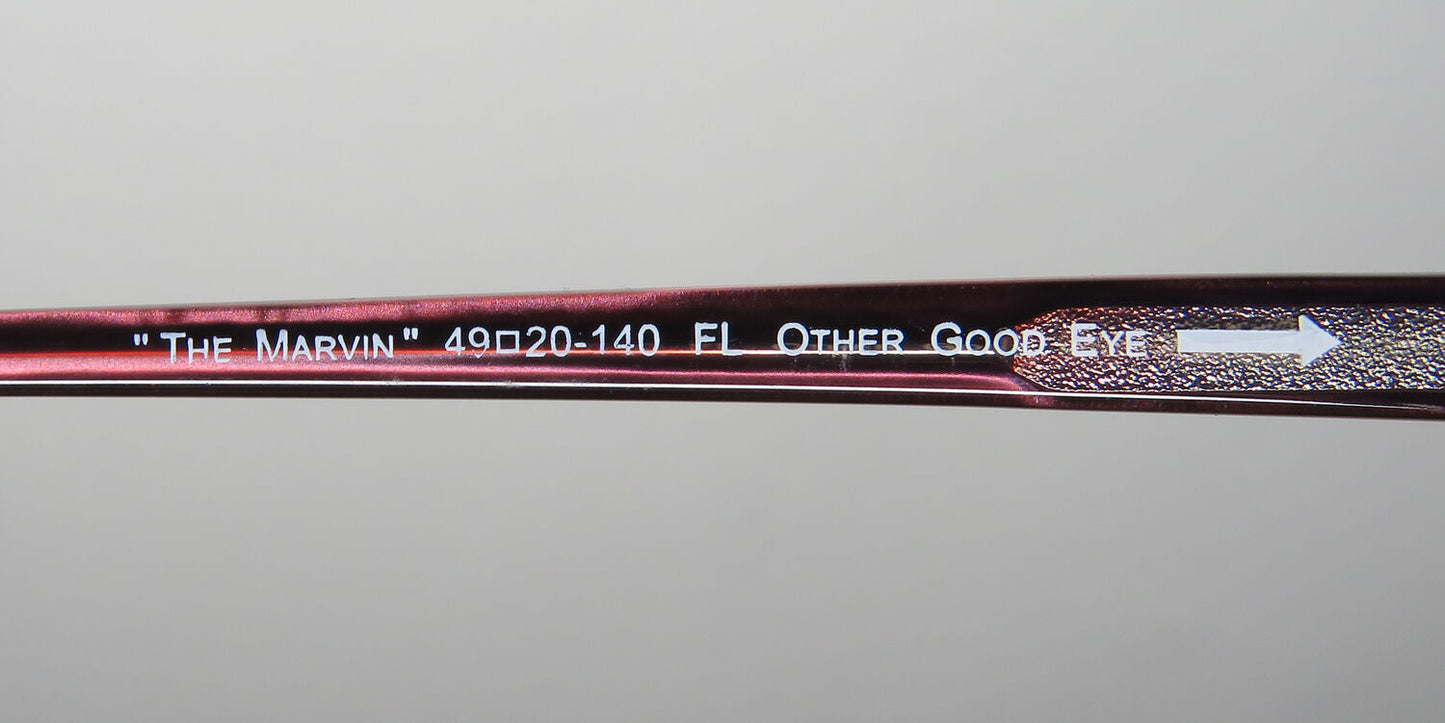 "THE MARVIN" 49□20-140 FL OTHER GOOD EYE →